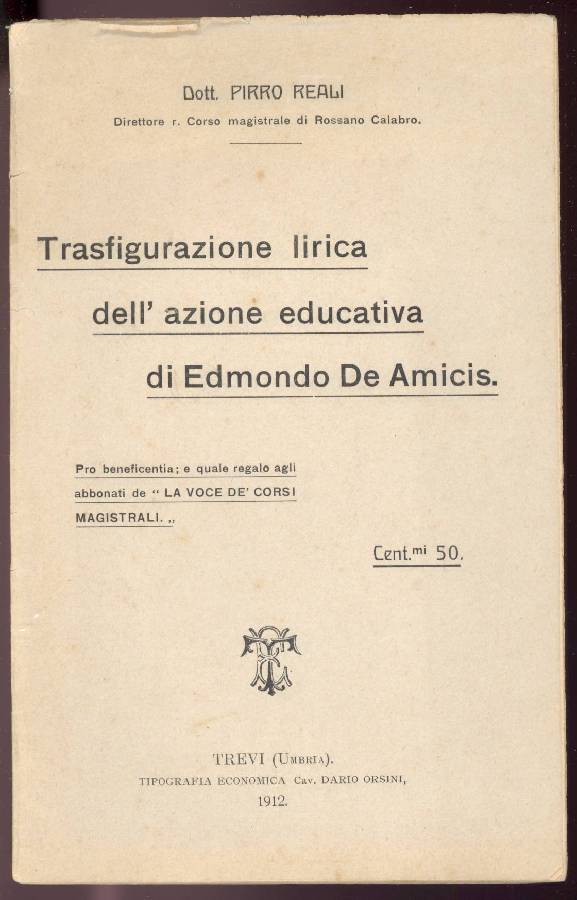 Dott. PIRRO REALI
Direttore r. Corso magistrale di Rossano Calabro.
Trasfigurazione lirica
dell' azione educativa
di Edmondo De Amicis.
Pro beneficentia; e quale regalo agli
abbonati de “ LA VOCE DE' CORSI
MAGISTRALI. „
Cent.mi 50.
TREVI (UMBRIA).
TIPOGRAFIA ECONOMICA Cav. DARIO ORSINI,
1912.